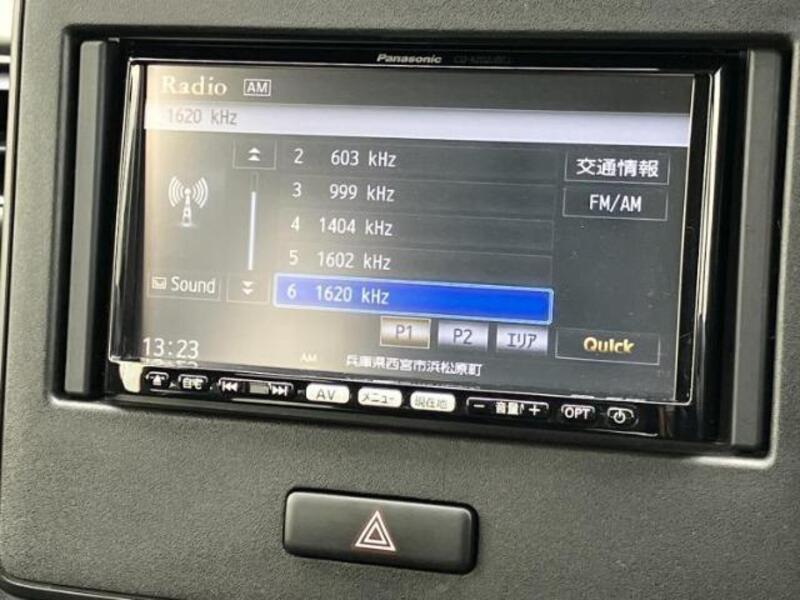 Panasonic
Radio AM
1620 kHz
2 603 kHz
交通情報
3 999 kHz
FM/AM
4 1404 kHz
5 1602 kHz
Sound
6 1620 kHz
P1 P2 エリア Quick
13:23
AM 兵庫県西宮市浜松原町
自宅 AV メニュー 現在地 − 音量 + OPT